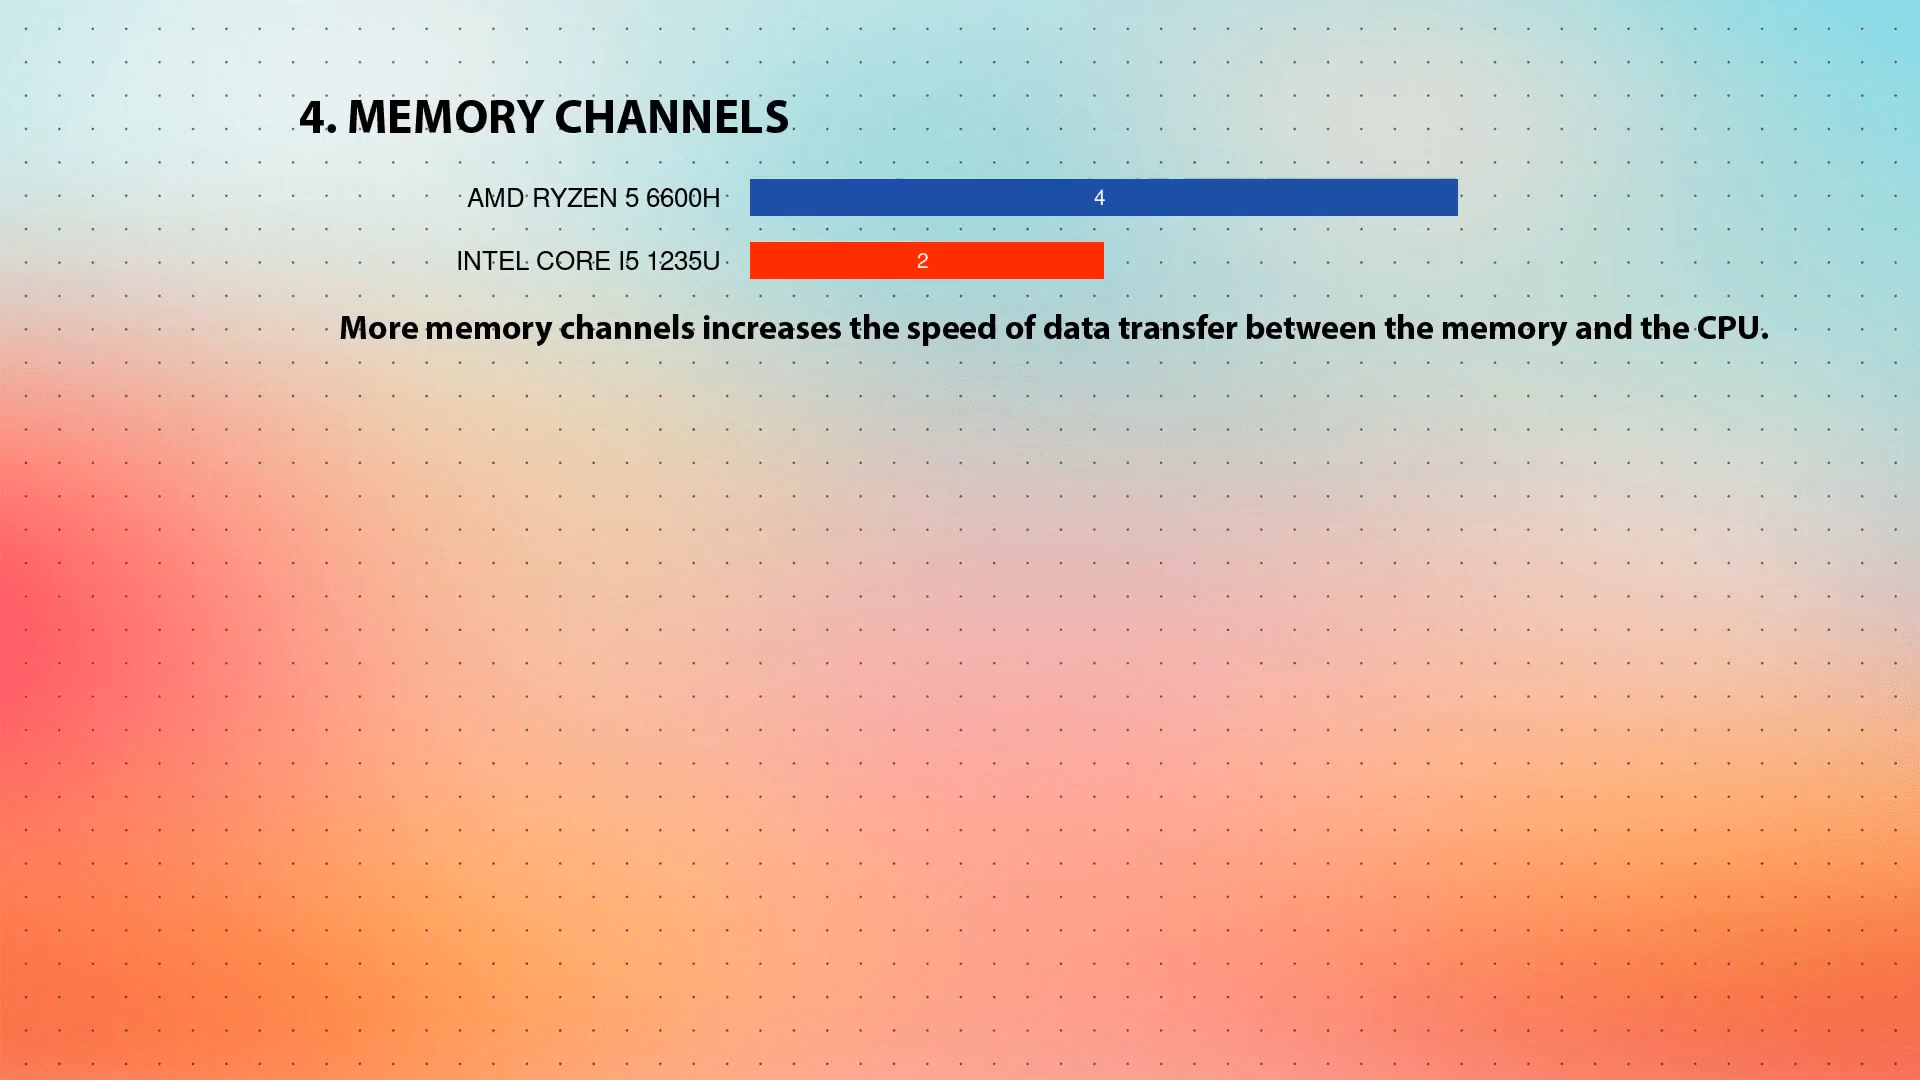 4. MEMORY CHANNELS
AMD RYZEN 5 6600H 4
INTEL CORE I5 1235U 2
More memory channels increases the speed of data transfer between the memory and the CPU.